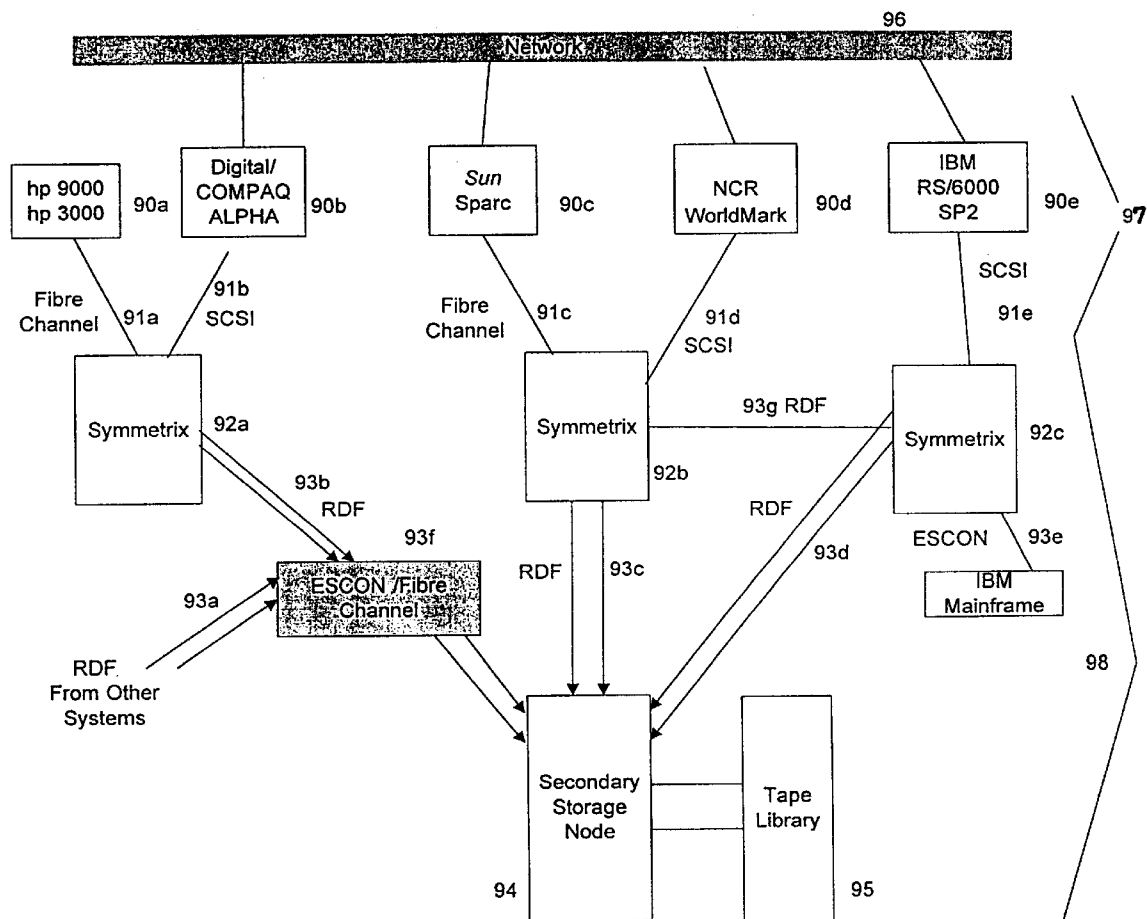 96
Network
hp 9000
hp 3000
90a
Digital/
COMPAQ
ALPHA
90b
Sun
Sparc
90c
NCR
WorldMark
90d
IBM
RS/6000
SP2
90e
97
Fibre
Channel
91a
91b
SCSI
Fibre
Channel
91c
91d
SCSI
SCSI
91e
Symmetrix
92a
Symmetrix
92b
93g RDF
Symmetrix
92c
93b
RDF
93f
ESCON /Fibre
Channel
93a
RDF
From Other
Systems
RDF
93c
RDF
93d
ESCON
93e
IBM
Mainframe
98
Secondary
Storage
Node
94
Tape
Library
95